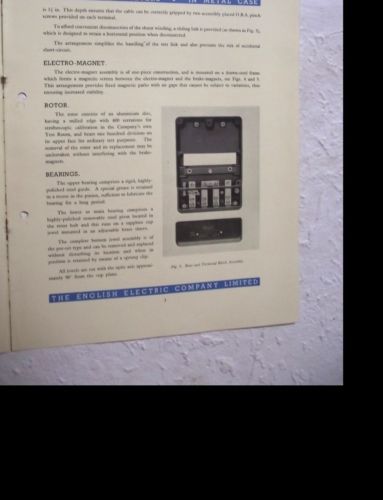 IN METAL CASE
is 1¼ in. This depth ensures that the cable can be correctly gripped by two accessibly placed O.B.A. pinch
screws provided on each terminal.
To afford convenient disconnection of the shunt winding, a sliding link is provided (as shown in Fig. 5),
which is designed to retain a horizontal position when disconnected.
The arrangement simplifies the handling of the test link and also prevents the risk of accidental
short-circuit.
ELECTRO-MAGNET.
The electro-magnet assembly is of one-piece construction, and is mounted on a frame
which forms a magnetic screen between the electro-magnet and the brake-magnets, see Figs. 4 and
This arrangement provides fixed magnetic paths with air gaps that cannot be subject to variation, thus
ensuring increased stability.
ROTOR.
The rotor consists of an aluminium disc,
having a milled edge with 400 serrations for
stroboscopic calibration in the Company's own
Test Room, and bears one hundred divisions on
its upper face for ordinary test purposes. The
removal of the rotor and its replacement may be
undertaken without interfering with the brake-
magnets.
BEARINGS.
The upper bearing comprises a rigid, highly-
polished steel guide. A special grease is retained
in a recess in the pinion, sufficient to lubricate the
bearing for a long period.
The lower or main bearing comprises a
highly-polished removable steel pivot located in
the rotor hub and this runs on a sapphire cup
jewel mounted in an adjustable brass sleeve.
The complete bottom jewel assembly is of
the pre-set type and can be removed and replaced
without disturbing its location and when in
position is retained by means of a sprung clip.
All jewels are cut with the optic axis approxi-
mately 90° from the cup plane.
Fig. 5. Base and Terminal Block Assembly.
THE ENGLISH ELECTRIC COMPANY LIMITED